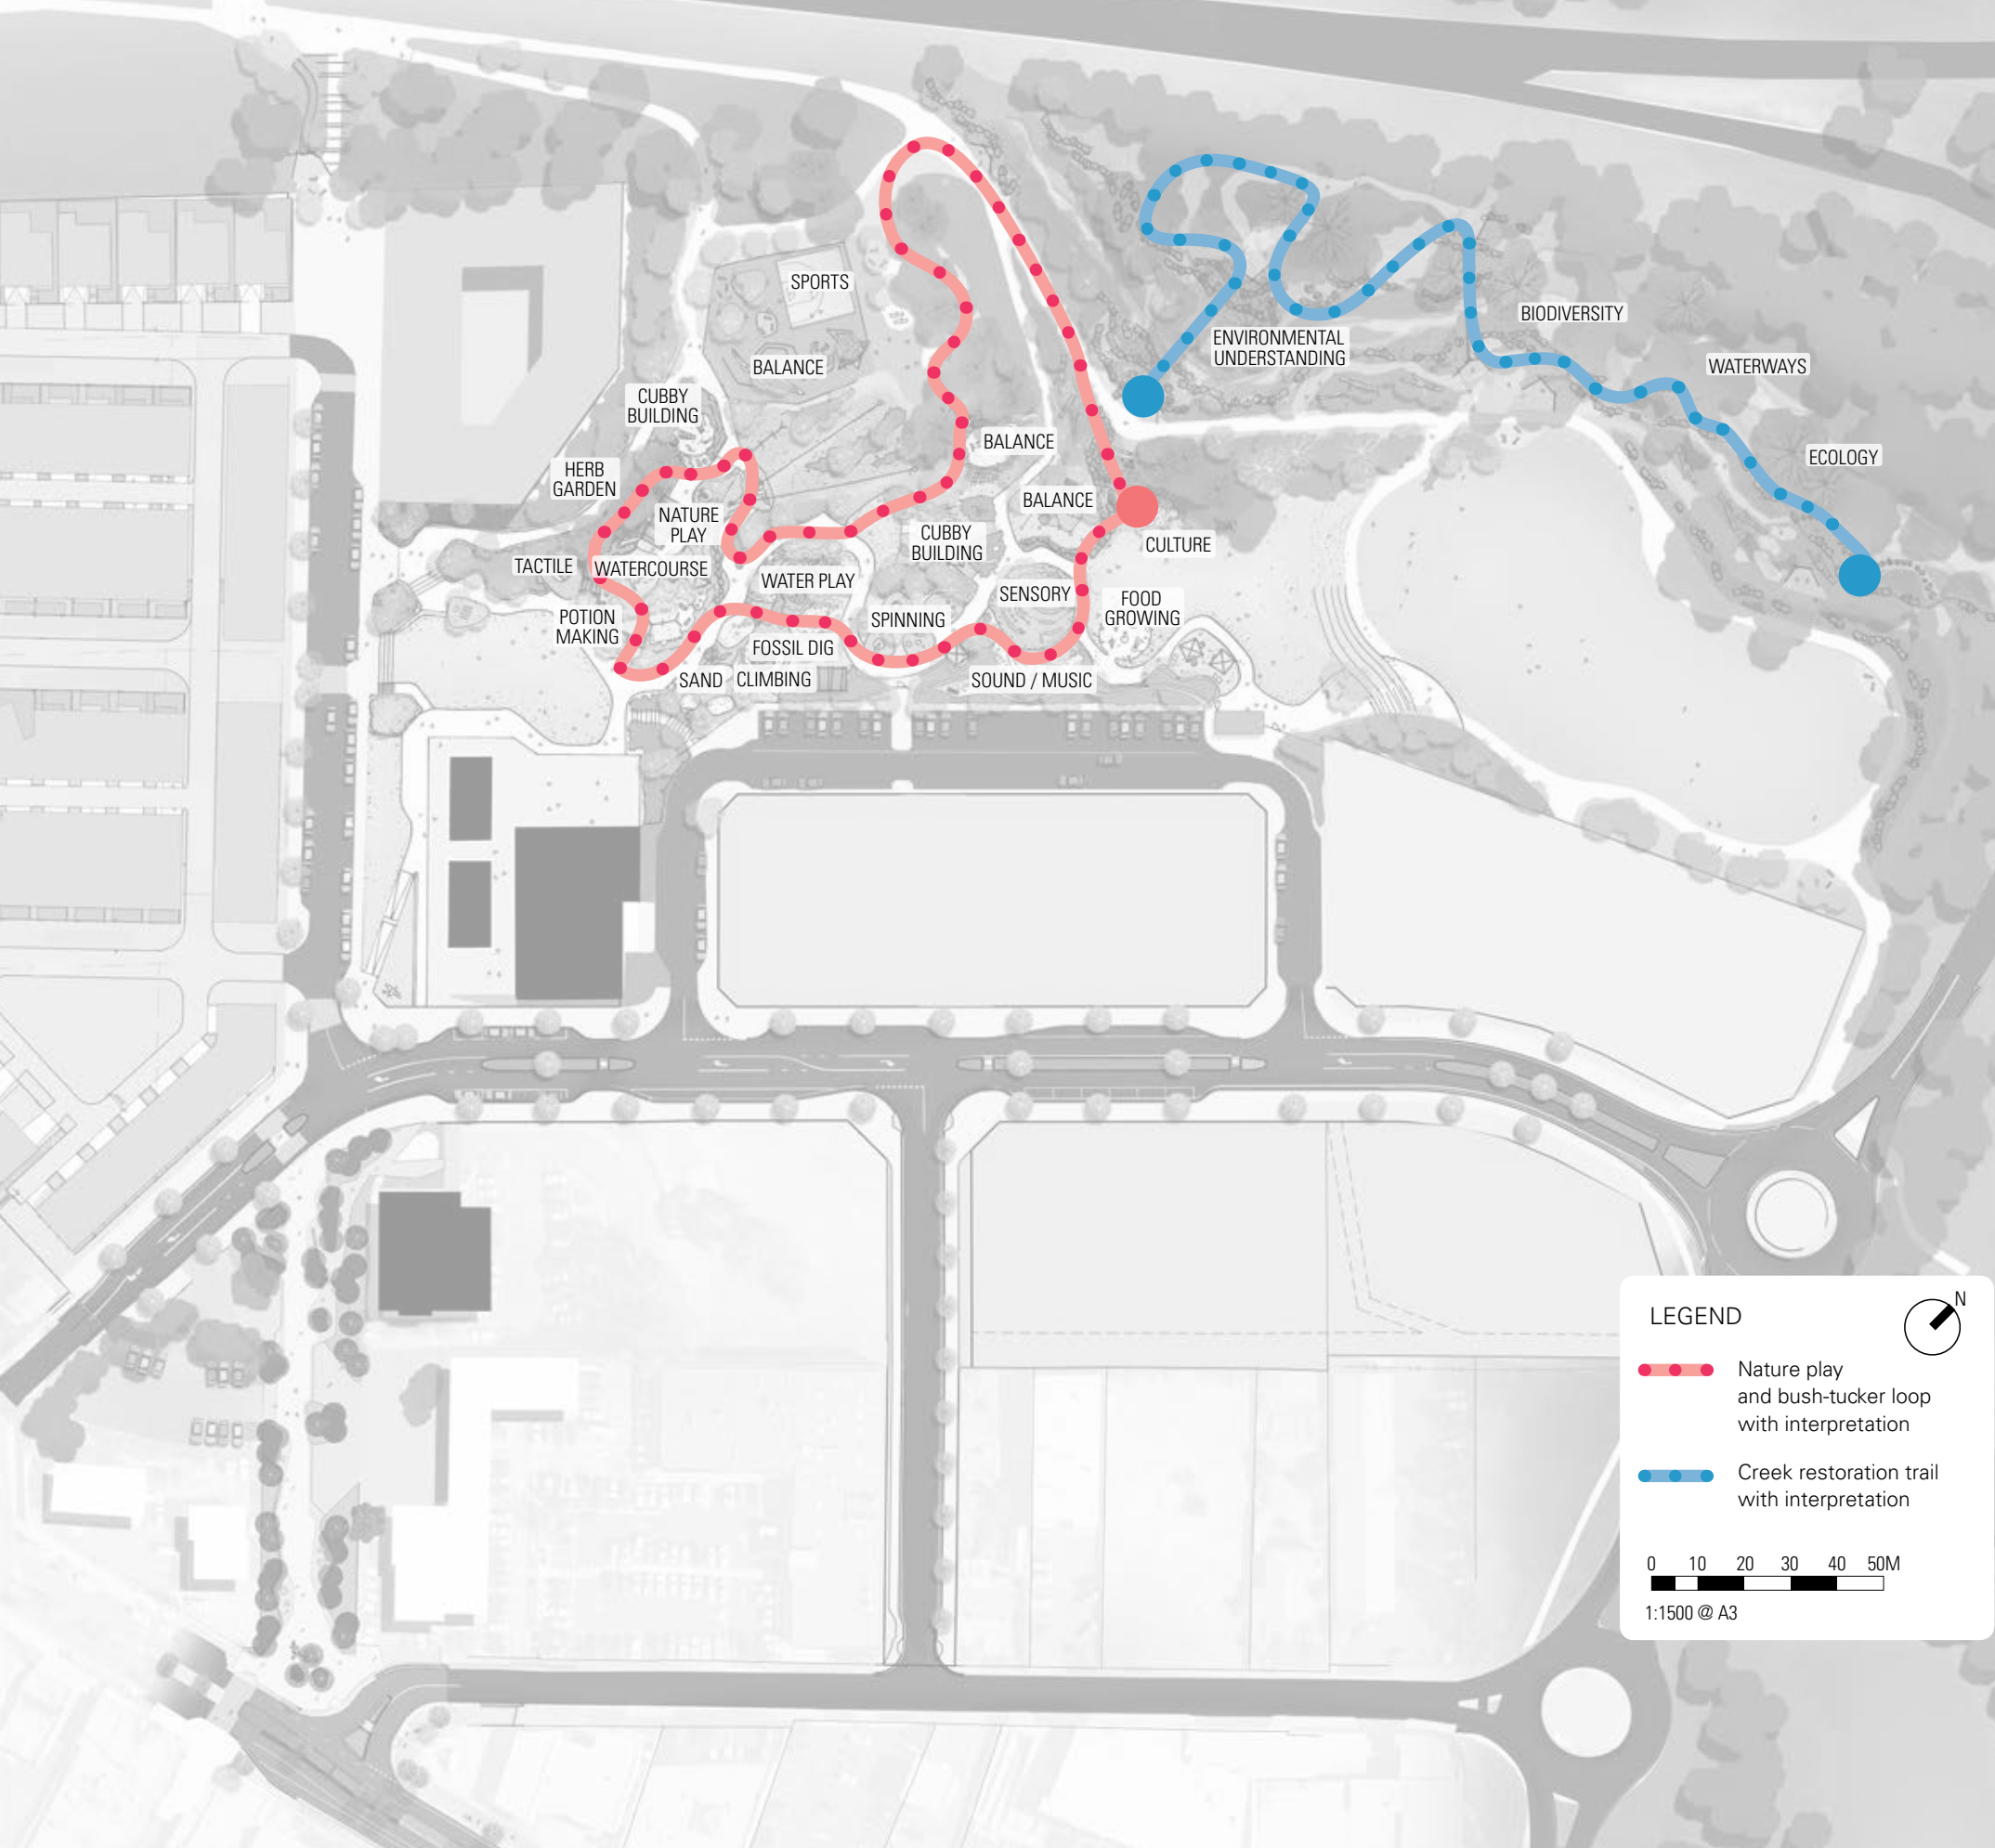 SPORTS
BALANCE
CUBBY
BUILDING
HERB
GARDEN
NATURE
PLAY
TACTILE
WATERCOURSE
POTION
MAKING
WATER PLAY
FOSSIL DIG
SAND
CLIMBING
SPINNING
CUBBY
BUILDING
BALANCE
BALANCE
SENSORY
SOUND / MUSIC
FOOD
GROWING
CULTURE
ENVIRONMENTAL
UNDERSTANDING
BIODIVERSITY
WATERWAYS
ECOLOGY
LEGEND
N
Nature play
and bush-tucker loop
with interpretation
Creek restoration trail
with interpretation
0 10 20 30 40 50M
1:1500 @ A3